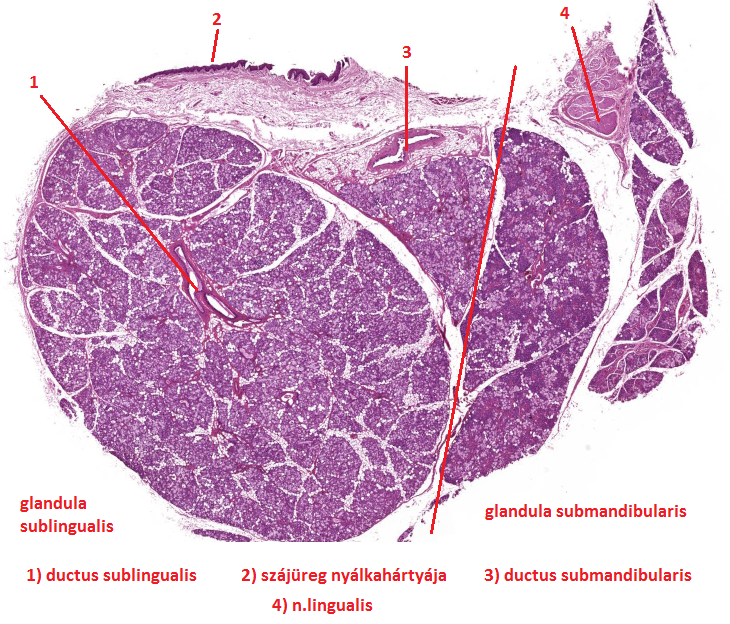 2
4
3
1
glandula
sublingualis
glandula submandibularis
1) ductus sublingualis
2) szájüreg nyálkahártyája
3) ductus submandibularis
4) n.lingualis